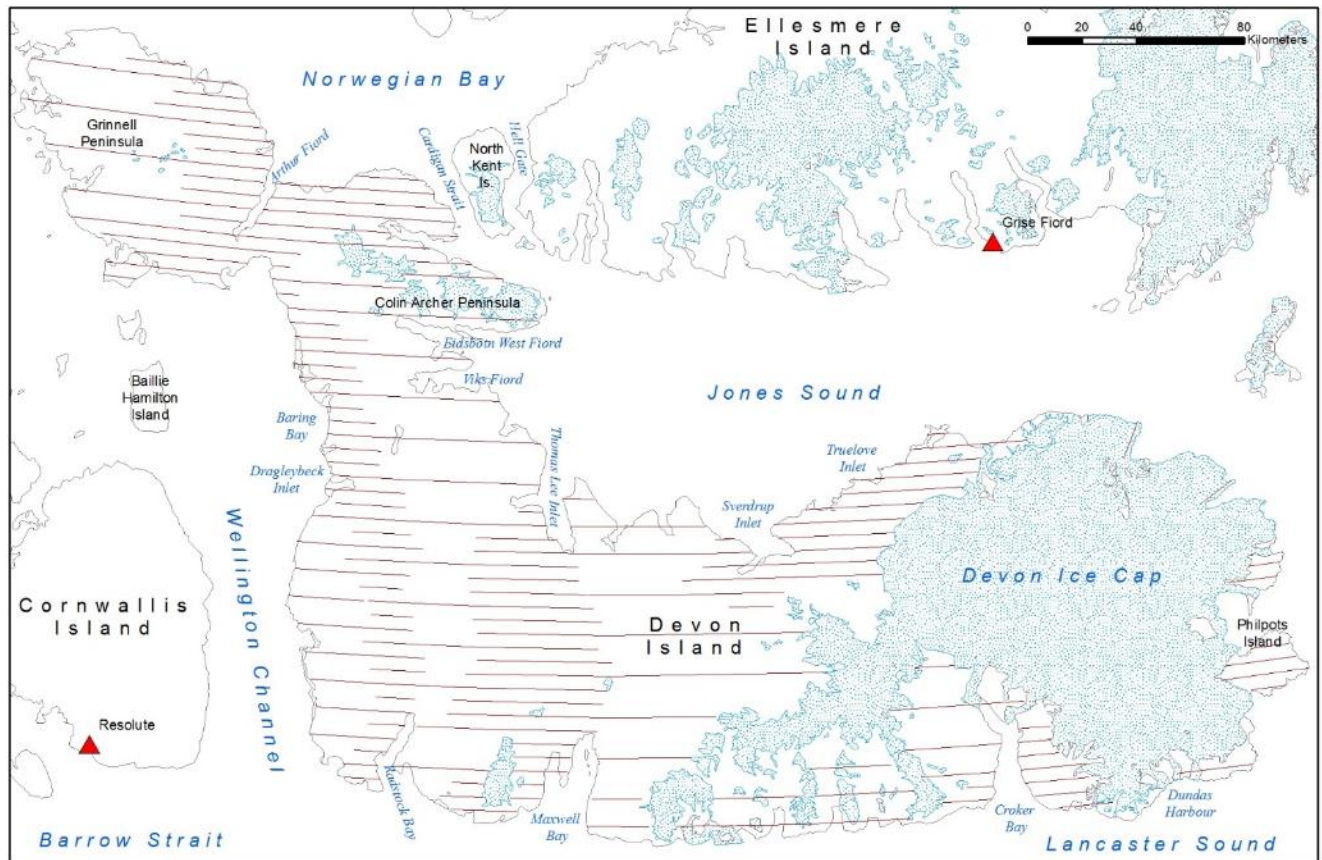 Ellesmere
Island
0 20 40 80
Kilometers
Norwegian Bay
Grinnell
Peninsula
Arthur Fiord
Cardigan Strait
North
Kent
Is.
Hell Gate
Grise Fiord
Colin Archer Peninsula
Eidsbotn West Fiord
Viks Fiord
Baillie
Hamilton
Island
Jones Sound
Baring
Bay
Thomas Lee Inlet
Truelove
Inlet
Dragleybeck
Inlet
Sverdrup
Inlet
Wellington Channel
Devon Ice Cap
Cornwallis
Island
Devon
Island
Philpots
Island
Resolute
Radstock Bay
Maxwell
Bay
Croker
Bay
Dundas
Harbour
Barrow Strait
Lancaster Sound